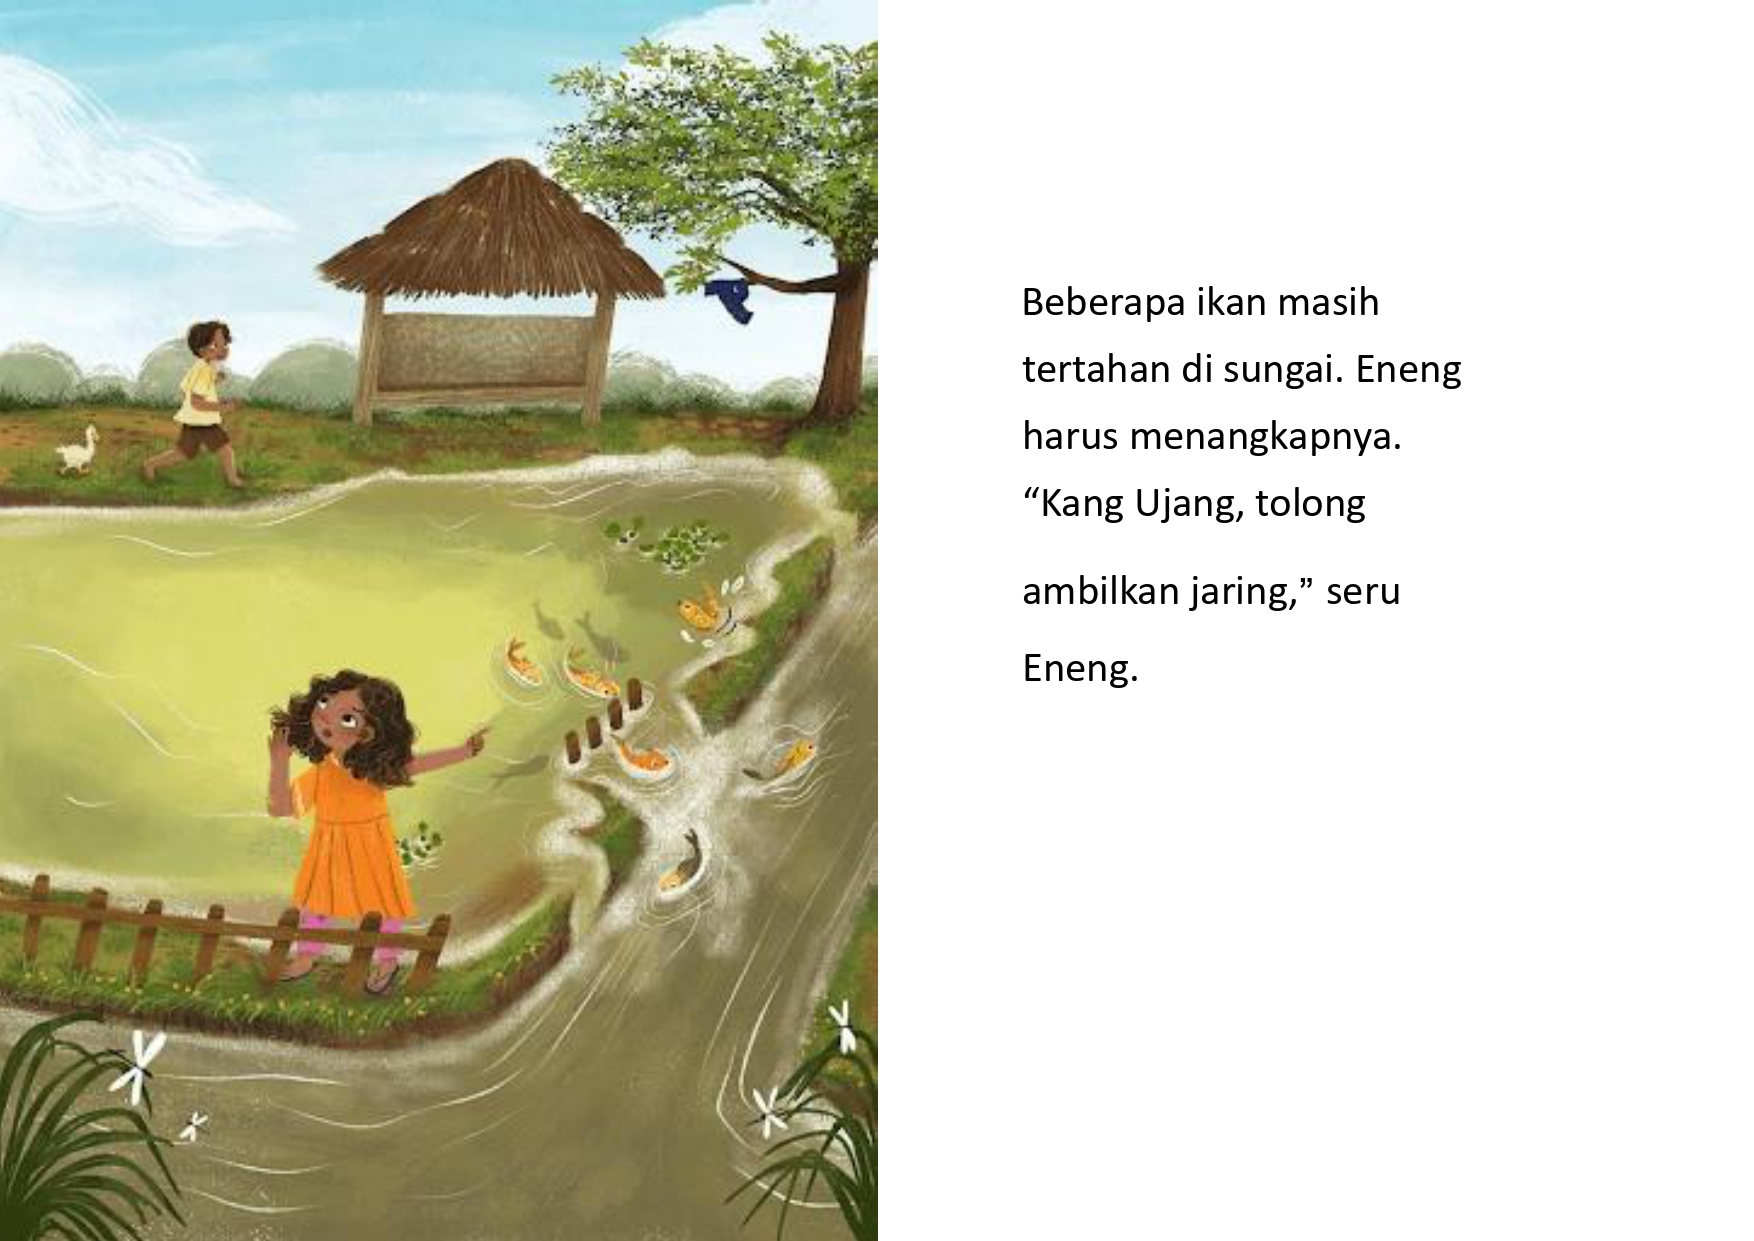 Beberapa ikan masih
tertahan di sungai. Eneng
harus menangkapnya.
“Kang Ujang, tolong
ambilkan jaring,” seru
Eneng.